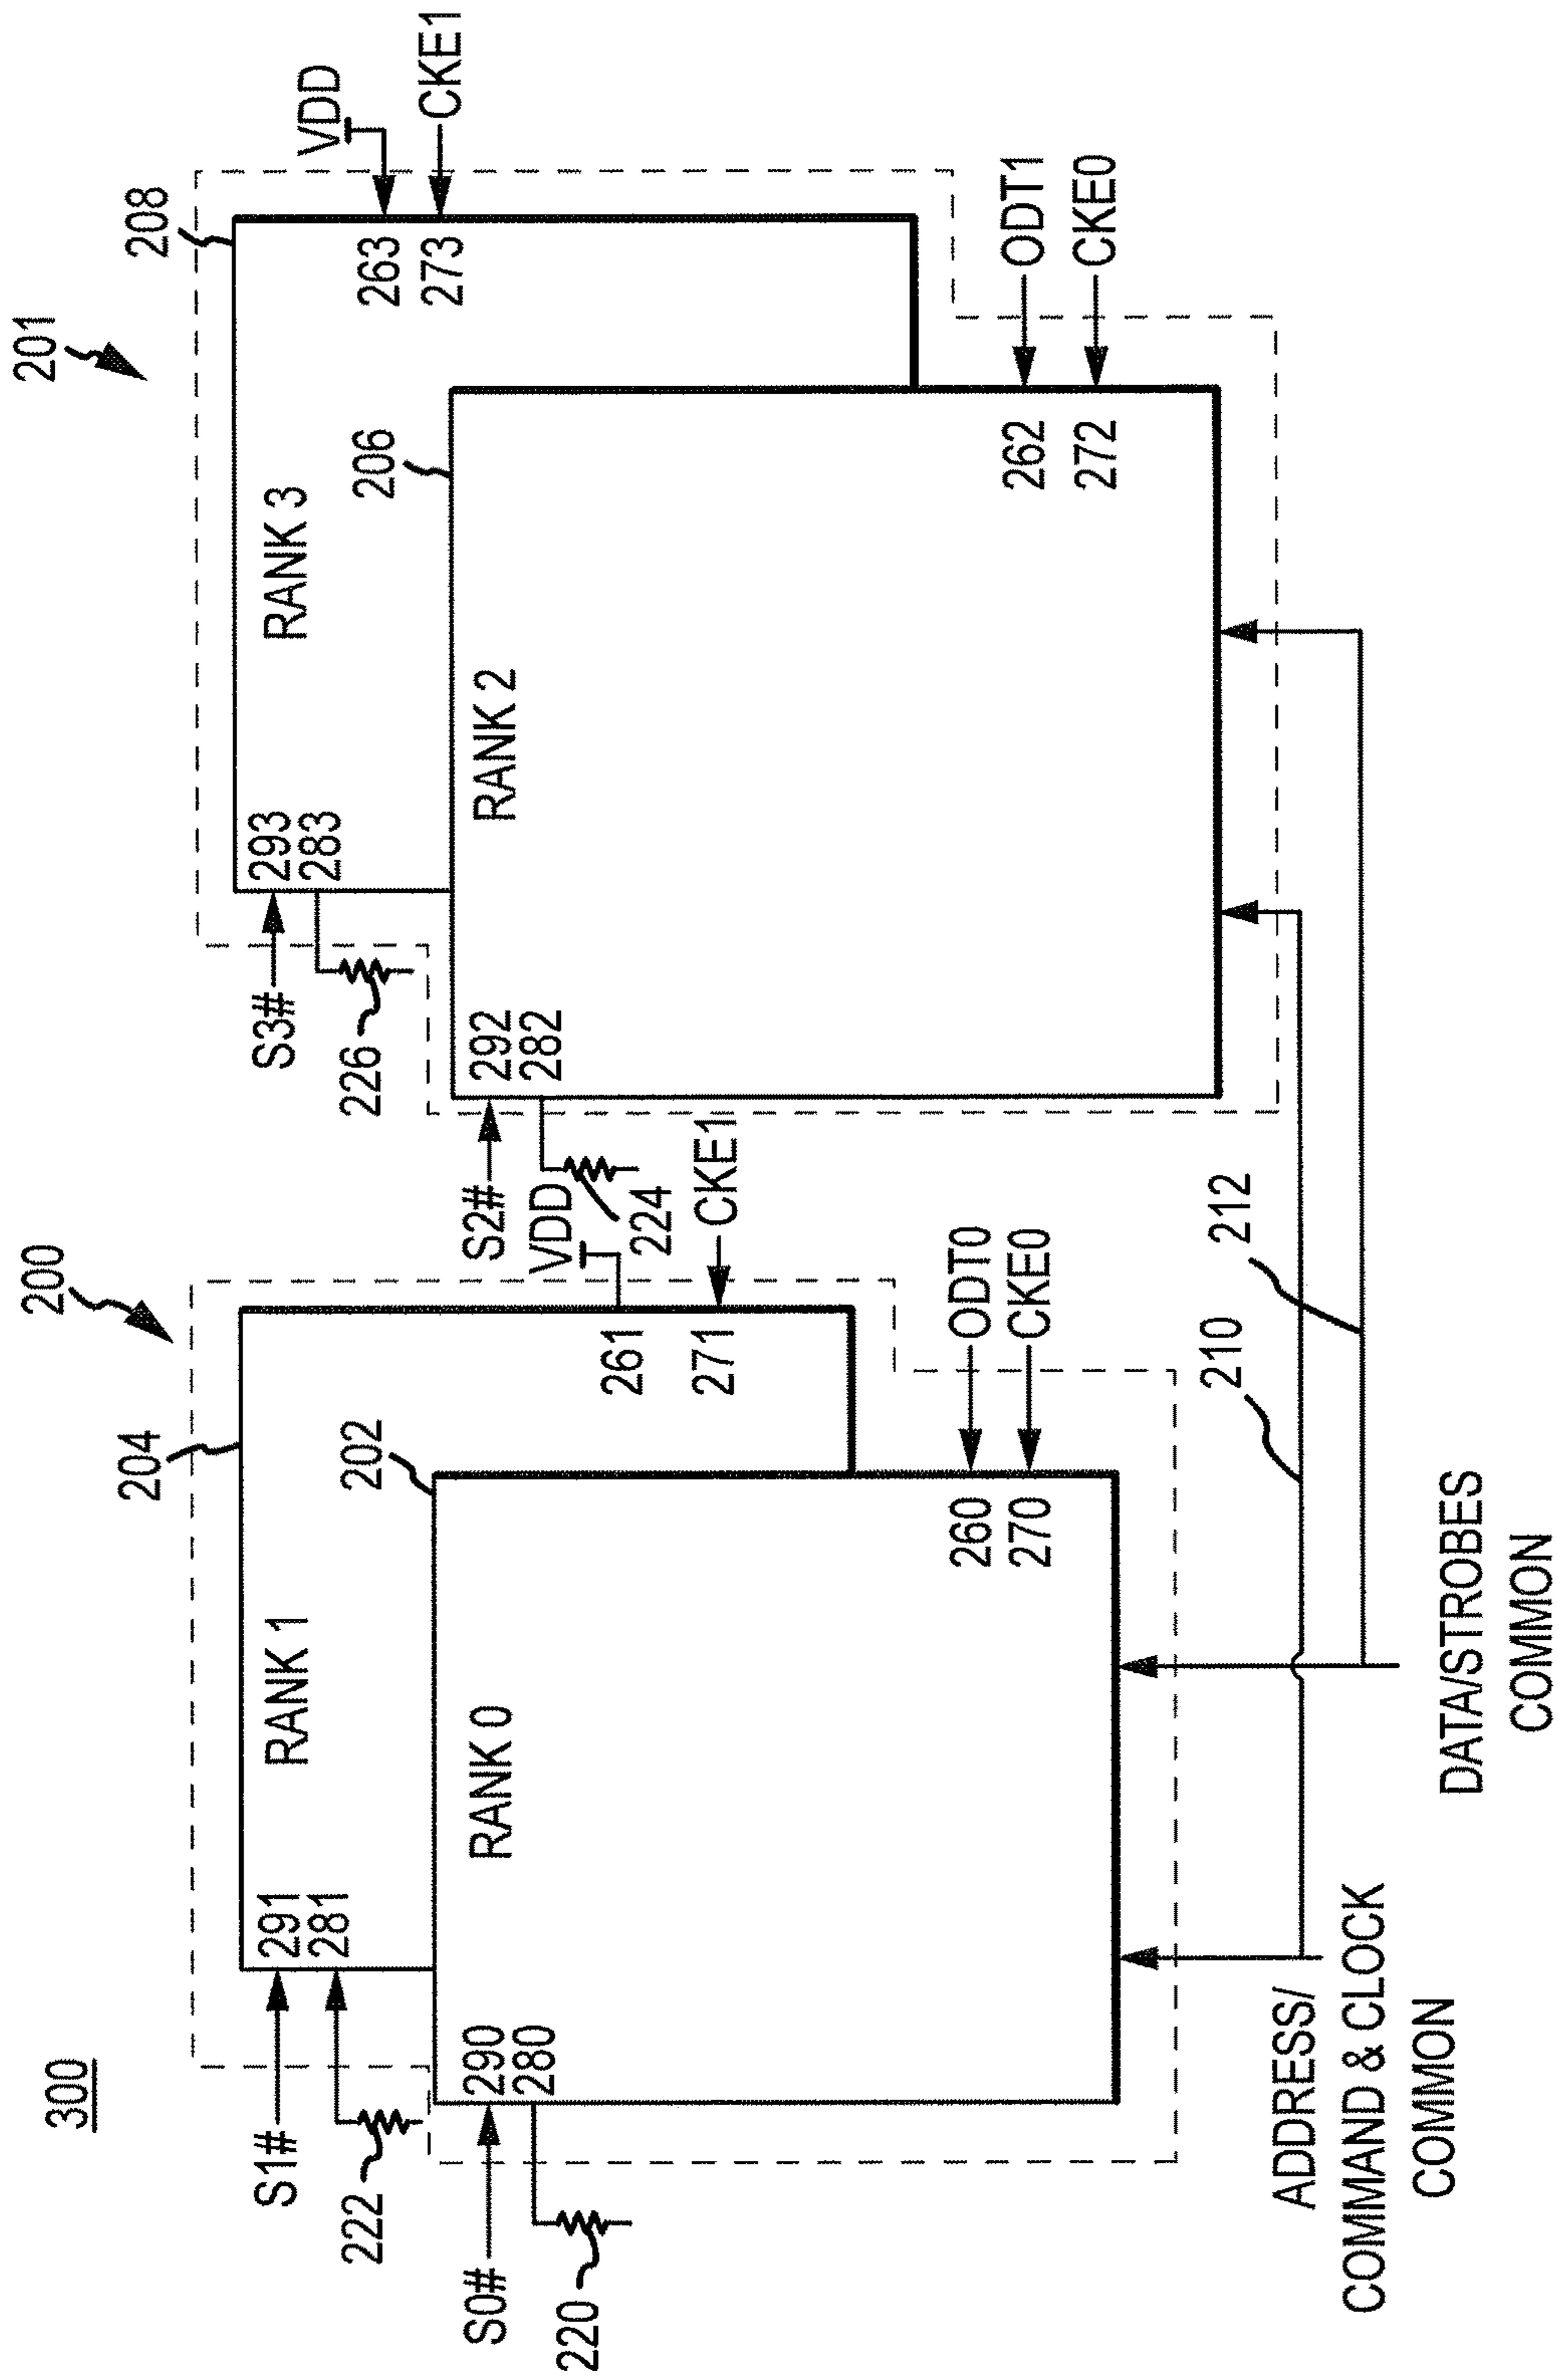 300
200
201
S1#
291
281
222
RANK 1
204
VDD
261
CKE1
271
S0#
290
280
220
RANK 0
202
ODT0
260
CKE0
270
S3#
293
283
226
RANK 3
208
VDD
263
CKE1
273
S2#
292
282
224
RANK 2
206
ODT1
262
CKE0
272
210
212
ADDRESS/
COMMAND & CLOCK
COMMON
DATA/STROBES
COMMON